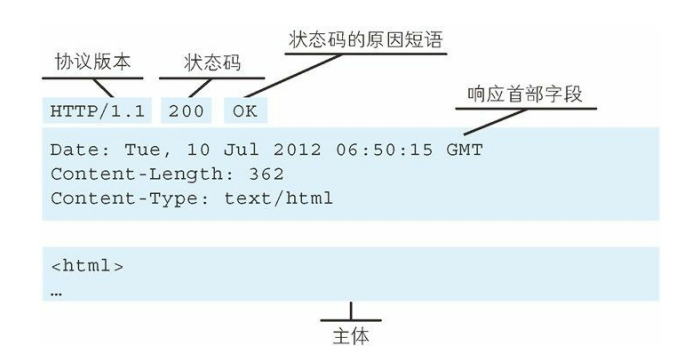 状态码的原因短语
协议版本 状态码
响应首部字段
HTTP/1.1 200 OK
Date: Tue, 10 Jul 2012 06:50:15 GMT
Content-Length: 362
Content-Type: text/html
<html>
…
主体